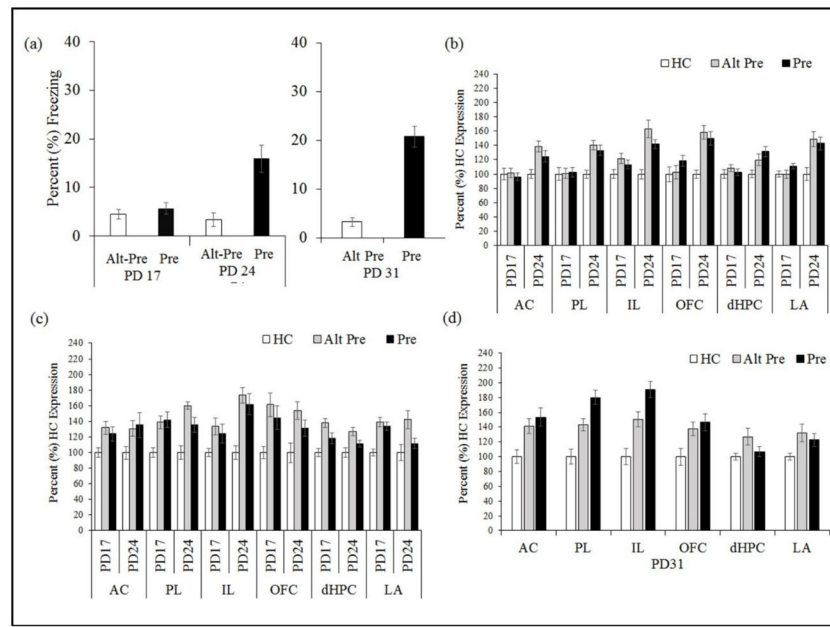 (a)
Percent (%) Freezing
40
30
20
10
0
Alt-Pre Pre Alt-Pre Pre
PD 17 PD 24
40
30
20
10
0
Alt Pre Pre
PD 31
(b)
HC Alt Pre Pre
Percent (%) HC Expression
240
220
200
180
160
140
120
100
80
60
40
20
0
PD17 PD24 PD17 PD24 PD17 PD24 PD17 PD24 PD17 PD24 PD17 PD24
AC PL IL OFC dHPC LA
(c)
HC Alt Pre Pre
Percent (%) HC Expression
240
220
200
180
160
140
120
100
80
60
40
20
0
PD17 PD24 PD17 PD24 PD17 PD24 PD17 PD24 PD17 PD24 PD17 PD24
AC PL IL OFC dHPC LA
(d)
HC Alt Pre Pre
Percent (%) HC Expression
240
220
200
180
160
140
120
100
80
60
40
20
0
AC PL IL OFC dHPC LA
PD31